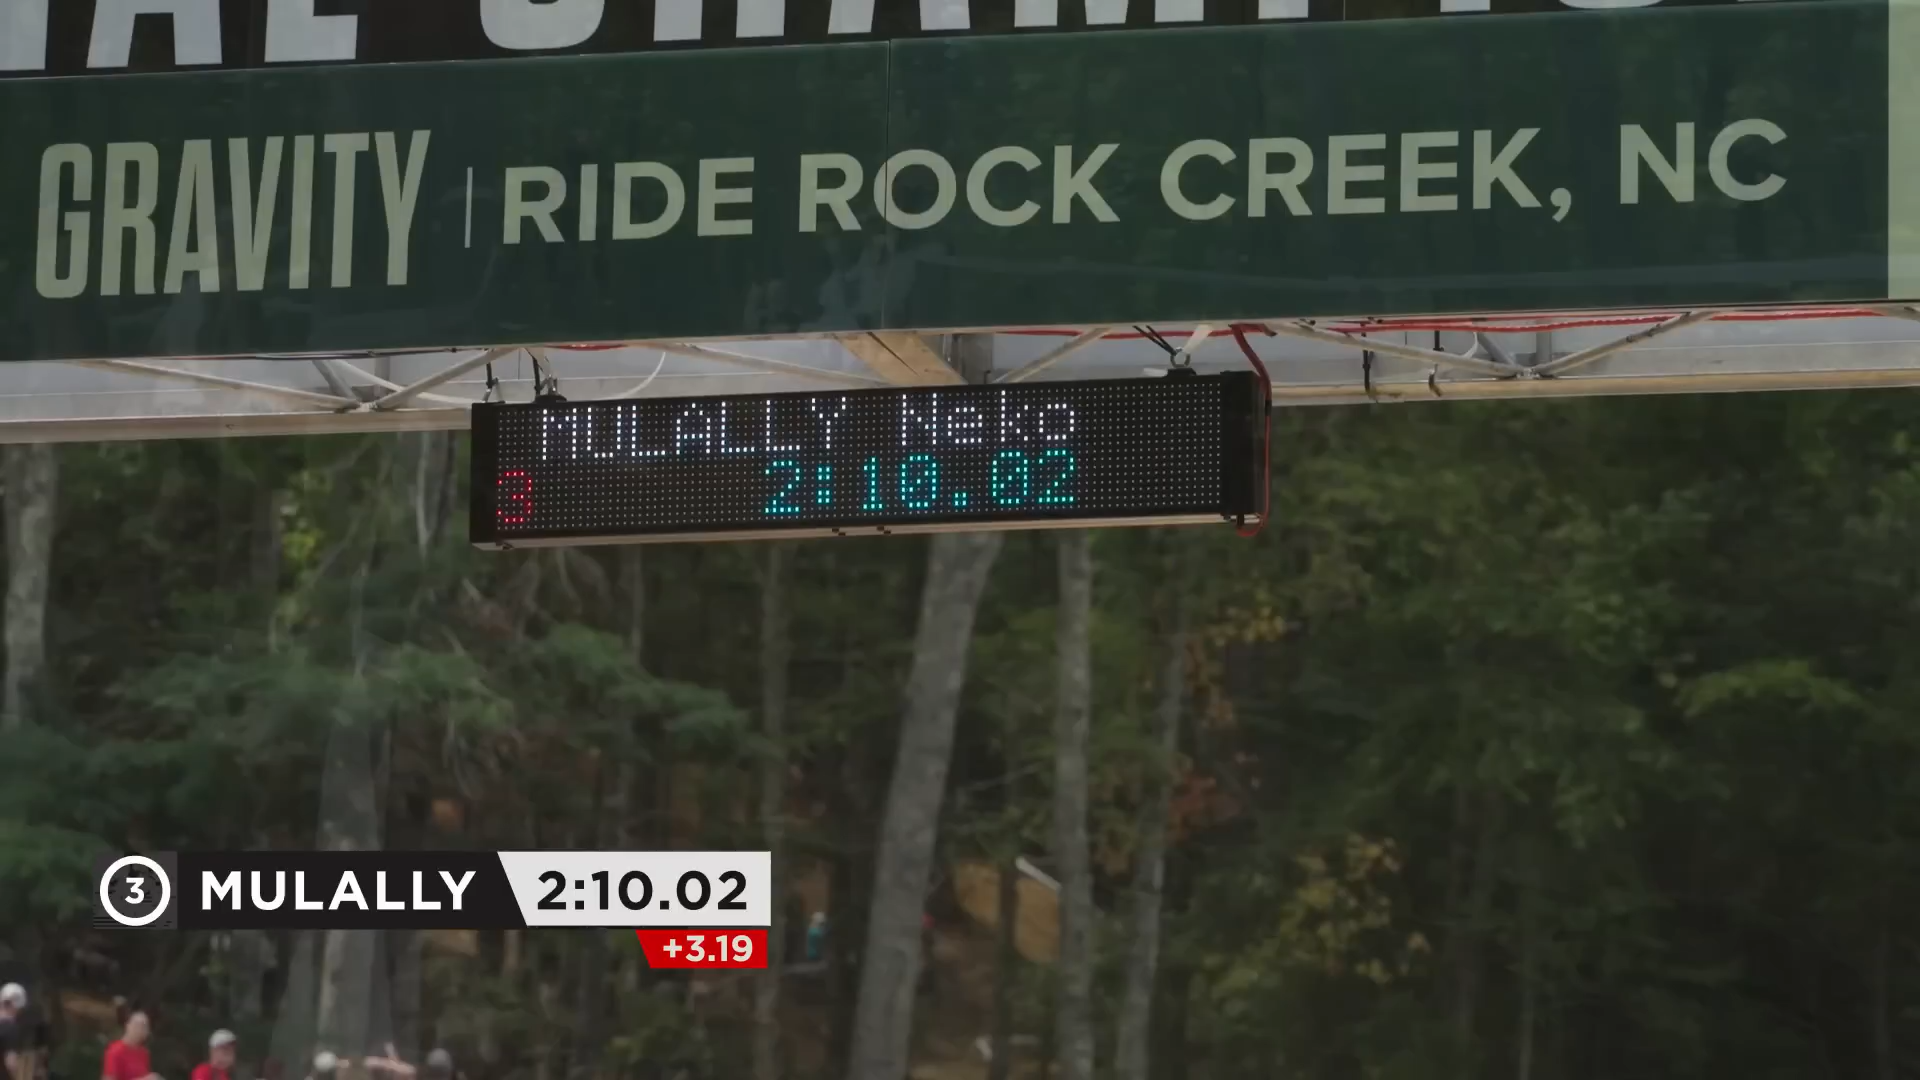 GRAVITY | RIDE ROCK CREEK, NC
MULALLY Neko
3 2:10.02
3 MULALLY 2:10.02
+3.19